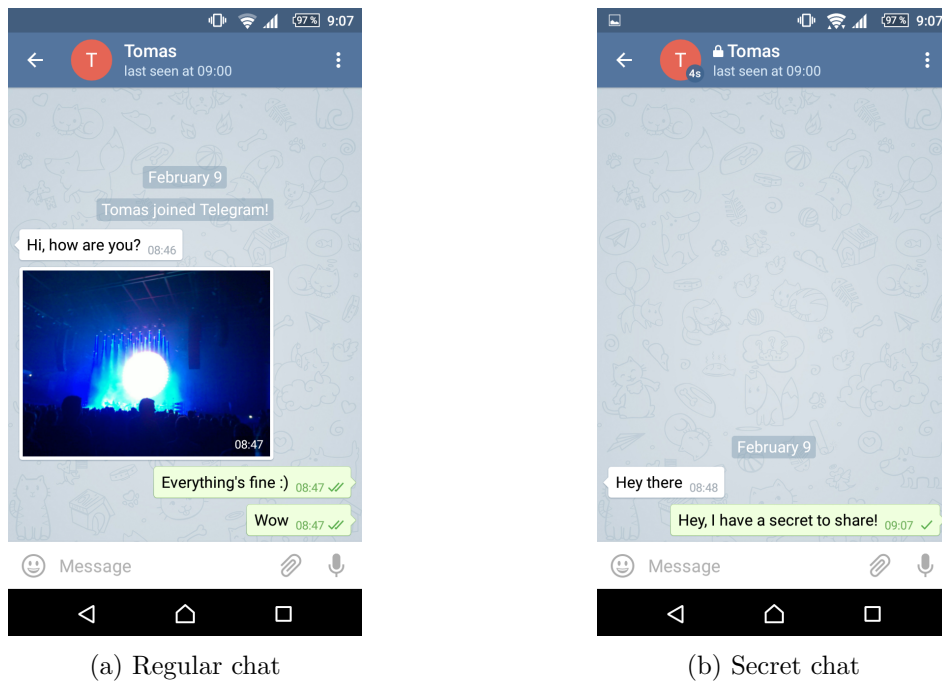 97 % 9:07
T
Tomas
last seen at 09:00
February 9
Tomas joined Telegram!
Hi, how are you? 08:46
08:47
Everything's fine :) 08:47
Wow 08:47
Message
(a) Regular chat
97 % 9:07
T
4s
Tomas
last seen at 09:00
February 9
Hey there 08:48
Hey, I have a secret to share! 09:07
Message
(b) Secret chat